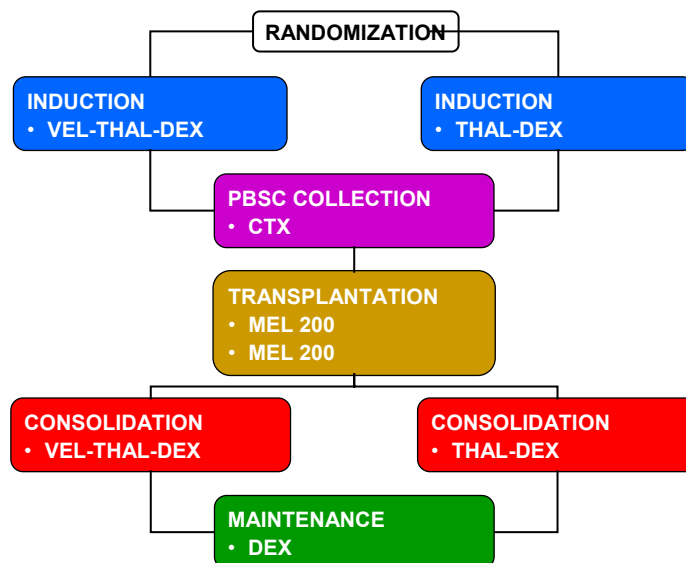 RANDOMIZATION
INDUCTION
• VEL-THAL-DEX
INDUCTION
• THAL-DEX
PBSC COLLECTION
• CTX
TRANSPLANTATION
• MEL 200
• MEL 200
CONSOLIDATION
• VEL-THAL-DEX
CONSOLIDATION
• THAL-DEX
MAINTENANCE
• DEX